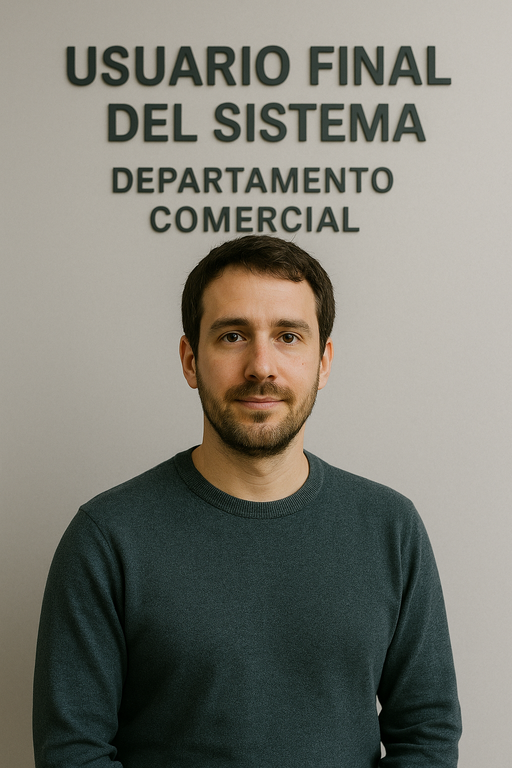 USUARIO FINAL
DEL SISTEMA
DEPARTAMENTO
COMERCIAL